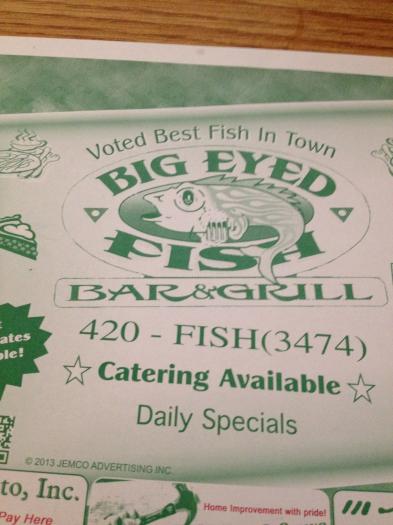 Voted Best Fish In Town
BIG EYED
FISH
BAR & GRILL
420 - FISH(3474)
Catering Available
Daily Specials
© 2013 JEMCO ADVERTISING INC.
to, Inc.
Pay Here
Home Improvement with pride!